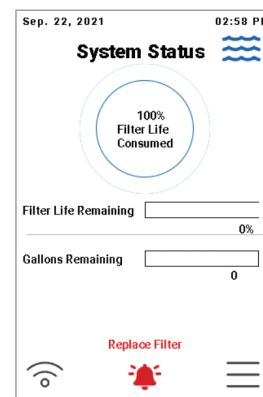 Sep. 22, 2021 02:58 P
System Status
100%
Filter Life
Consumed
Filter Life Remaining
0%
Gallons Remaining
0
Replace Filter